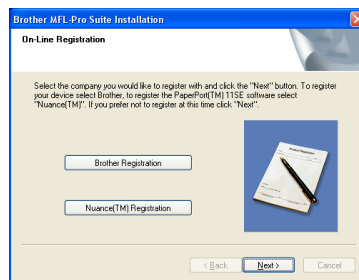 Brother MFL-Pro Suite Installation
On-Line Registration
Select the company you would like to register with and click the "Next" button. To register
your device select Brother, to register the PaperPort(TM) 11SE software select
"Nuance(TM)". If you prefer not to register at this time click "Next".
Brother Registration
Nuance(TM) Registration
< Back
Next >
Cancel